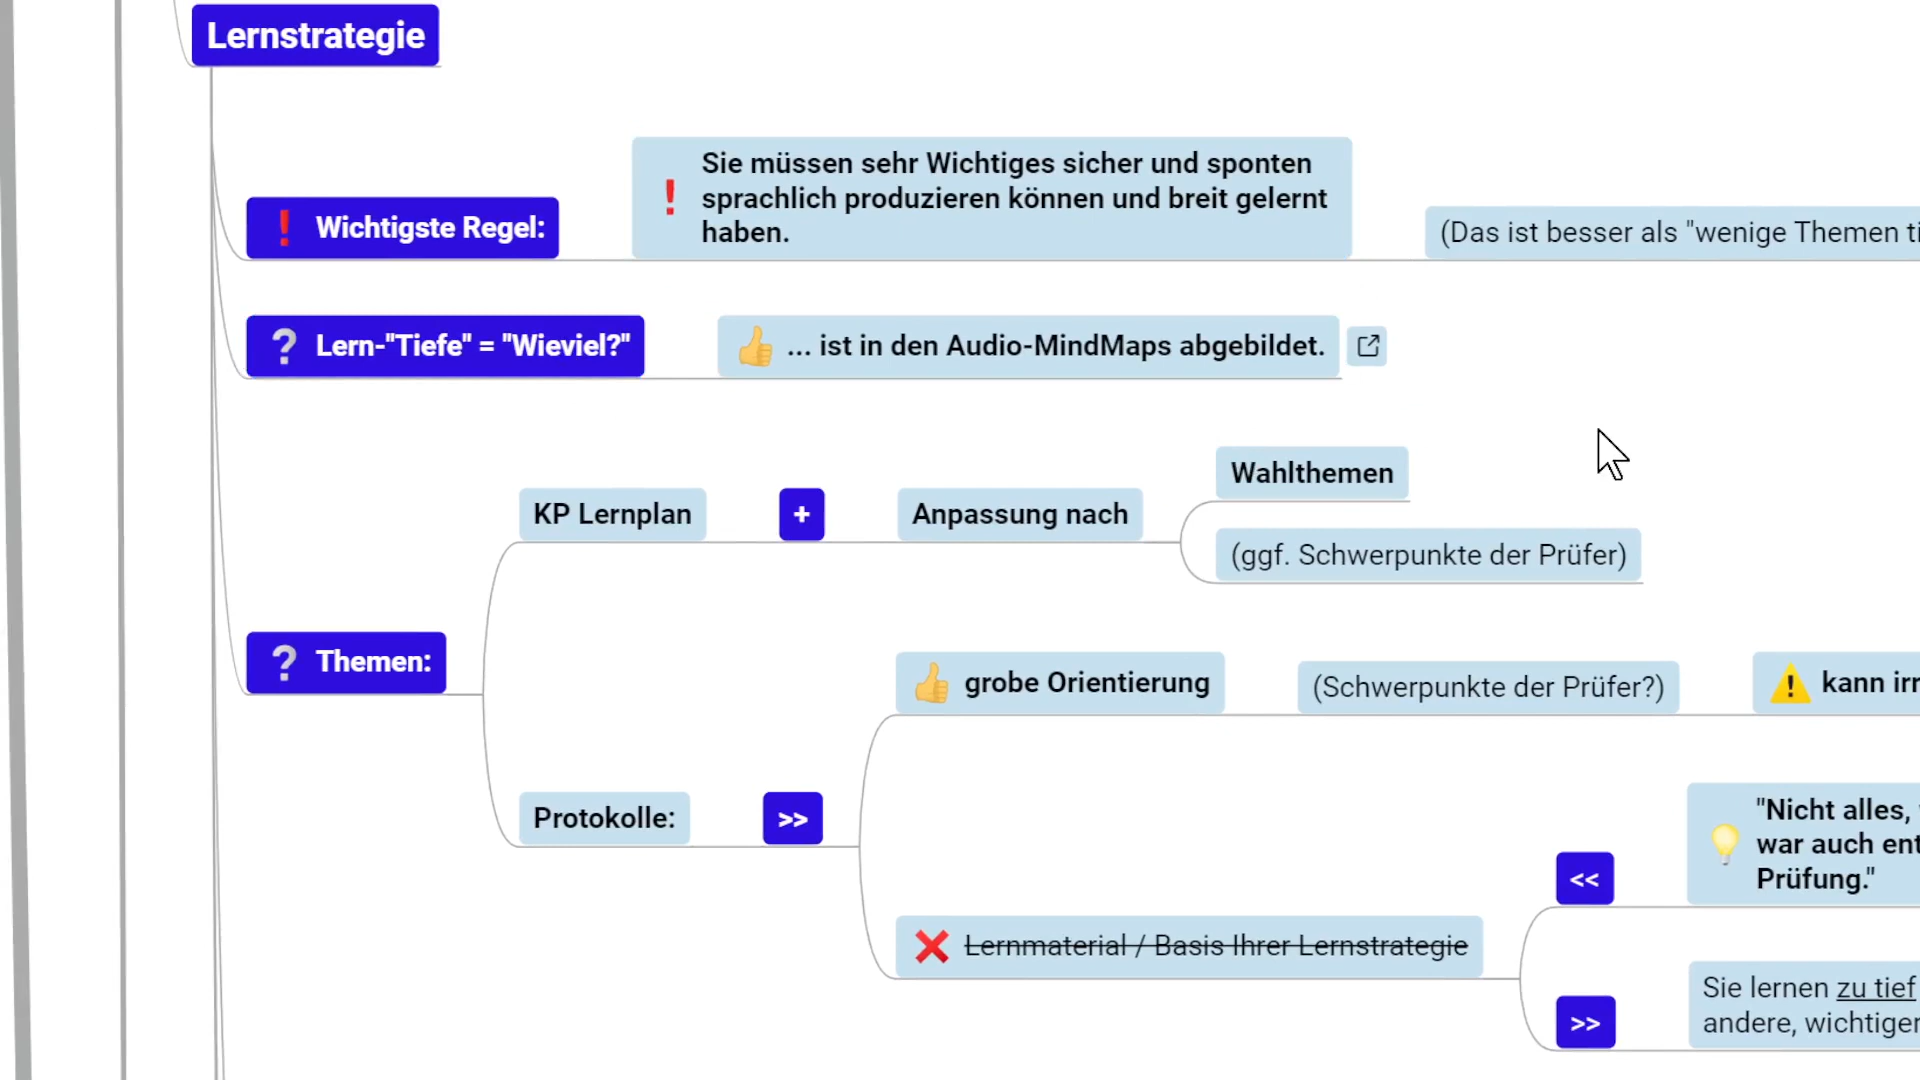 Lernstrategie
Sie müssen sehr Wichtiges sicher und sponten
sprachlich produzieren können und breit gelernt
haben.
Wichtigste Regel:
(Das ist besser als "wenige Themen
Lern-"Tiefe" = "Wieviel?"
... ist in den Audio-MindMaps abgebildet.
Wahlthemen
KP Lernplan
+
Anpassung nach
(ggf. Schwerpunkte der Prüfer)
Themen:
grobe Orientierung
(Schwerpunkte der Prüfer?)
kann
Protokolle:
>>
"Nicht alles,
war auch
Prüfung."
<<
Lernmaterial / Basis Ihrer Lernstrategie
Sie lernen zu tief
andere,
>>